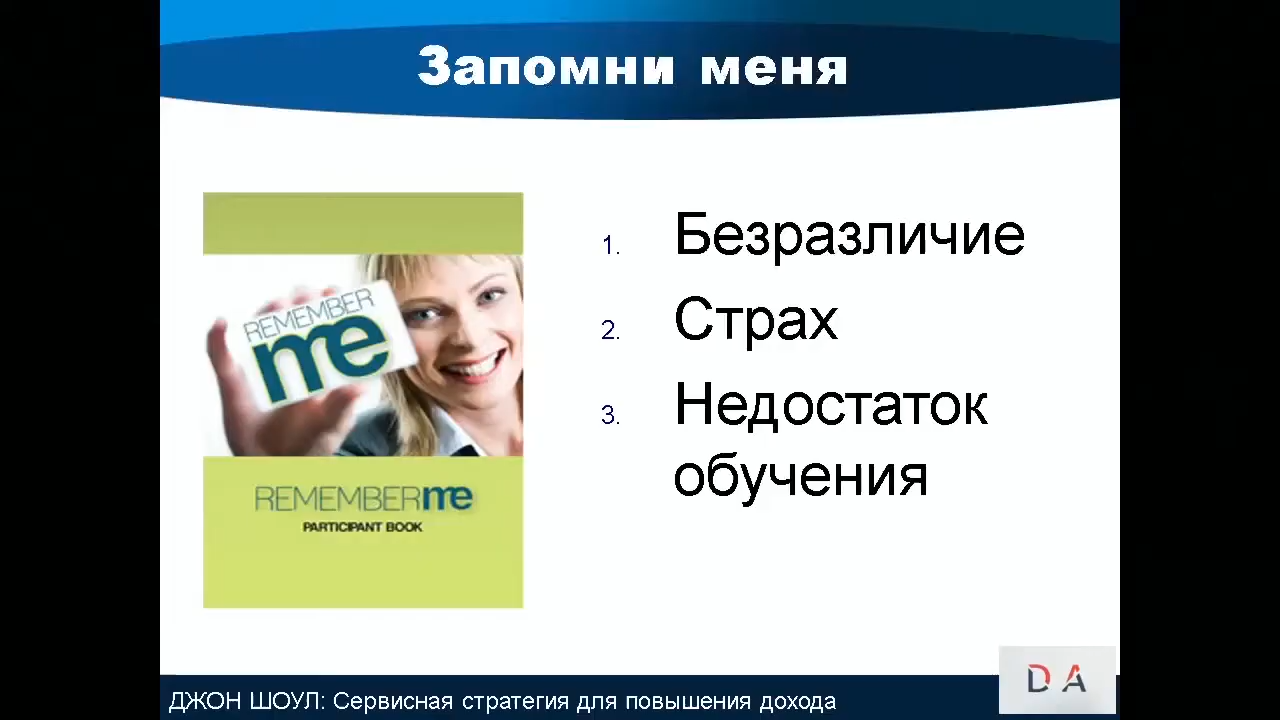 Запомни меня
REMEMBER
me
REMEMBERme
PARTICIPANT BOOK
1. Безразличие
2. Страх
3. Недостаток
обучения
ДЖОН ШОУЛ: Сервисная стратегия для повышения дохода
DA